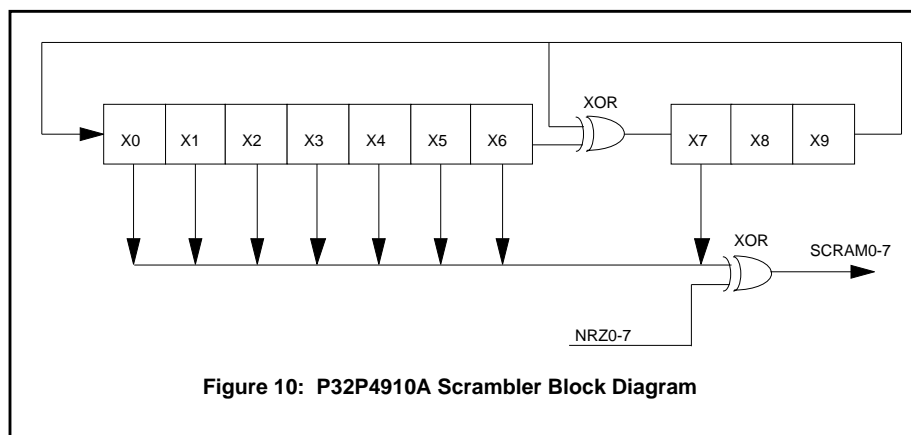 XOR
X0 X1 X2 X3 X4 X5 X6 X7 X8 X9
XOR
SCRAM0-7
NRZ0-7
Figure 10: P32P4910A Scrambler Block Diagram